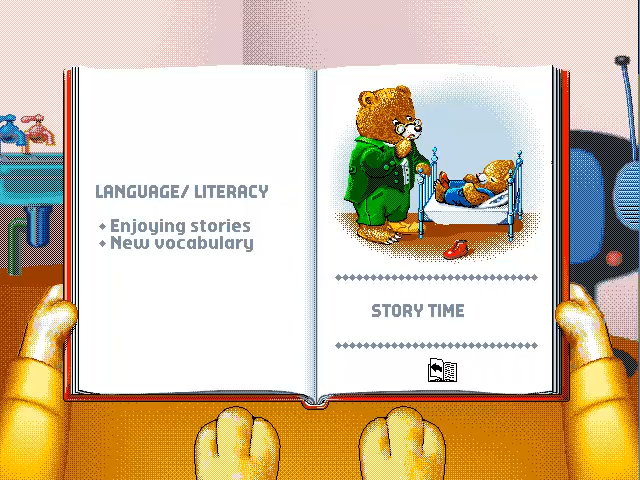 LANGUAGE/ LITERACY
Enjoying stories
New vocabulary
STORY TIME